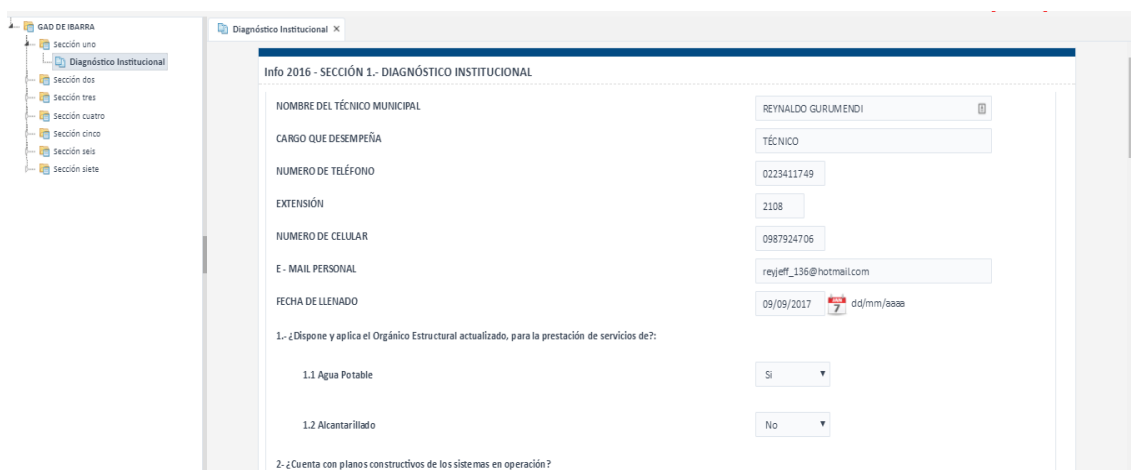 GAD DE IBARRA
Sección uno
Diagnóstico Institucional
Sección dos
Sección tres
Sección cuatro
Sección cinco
Sección seis
Sección siete
Diagnóstico Institucional X
Info 2016 - SECCIÓN 1.- DIAGNÓSTICO INSTITUCIONAL
NOMBRE DEL TÉCNICO MUNICIPAL REYNALDO GURUMENDI
CARGO QUE DESEMPEÑA TÉCNICO
NUMERO DE TELÉFONO 0223411749
EXTENSIÓN 2108
NUMERO DE CELULAR 0987924706
E - MAIL PERSONAL reyjeff_136@hotmail.com
FECHA DE LLENADO 09/09/2017 7 dd/mm/aaaa
1.- ¿Dispone y aplica el Orgánico Estructural actualizado, para la prestación de servicios de?:
1.1 Agua Potable Si
1.2 Alcantarillado No
2- ¿Cuenta con planos constructivos de los sistemas en operación?